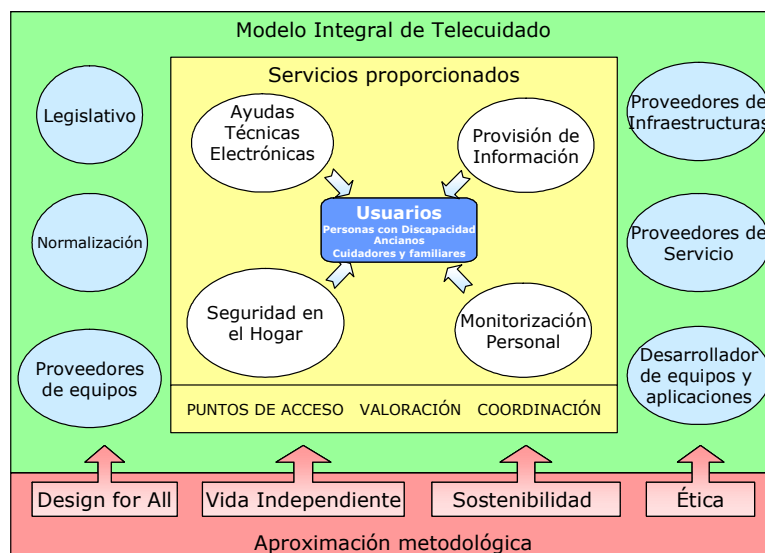 Modelo Integral de Telecuidado
Servicios proporcionados
Legislativo
Normalización
Proveedores
de equipos
Ayudas
Técnicas
Electrónicas
Provisión de
Información
Usuarios
Personas con Discapacidad
Ancianos
Cuidadores y familiares
Seguridad en
el Hogar
Monitorización
Personal
PUNTOS DE ACCESO VALORACIÓN COORDINACIÓN
Proveedores de
Infraestructuras
Proveedores de
Servicio
Desarrollador
de equipos y
aplicaciones
Design for All
Vida Independiente
Sostenibilidad
Ética
Aproximación metodológica